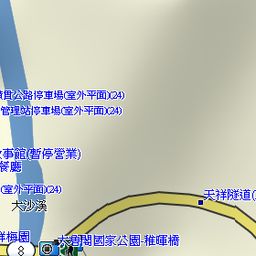 貫公路停車場(室外平面)(24)
管理站停車場(室外平面)(24)
事館(暫停營業)
餐廳
(室外平面)(24)
大沙溪
天祥隧道(
祥梅園
8
太魯閣國家公園-稚暉橋